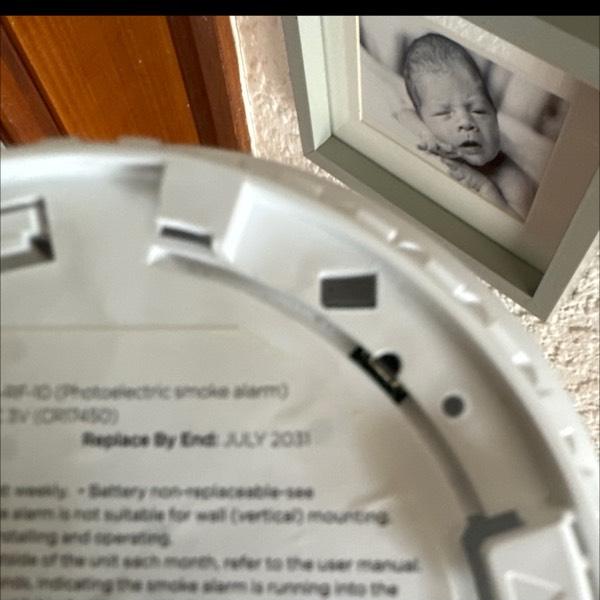 -RF-1D (Photoelectric smoke alarm)
3V (CR17450)
Replace By End: JULY 2031
weekly. • Battery non-replaceable-see
alarm is not suitable for wall (vertical) mounting.
and operating.
of the unit each month, refer to the user manual.
indicating the smoke alarm is running into the